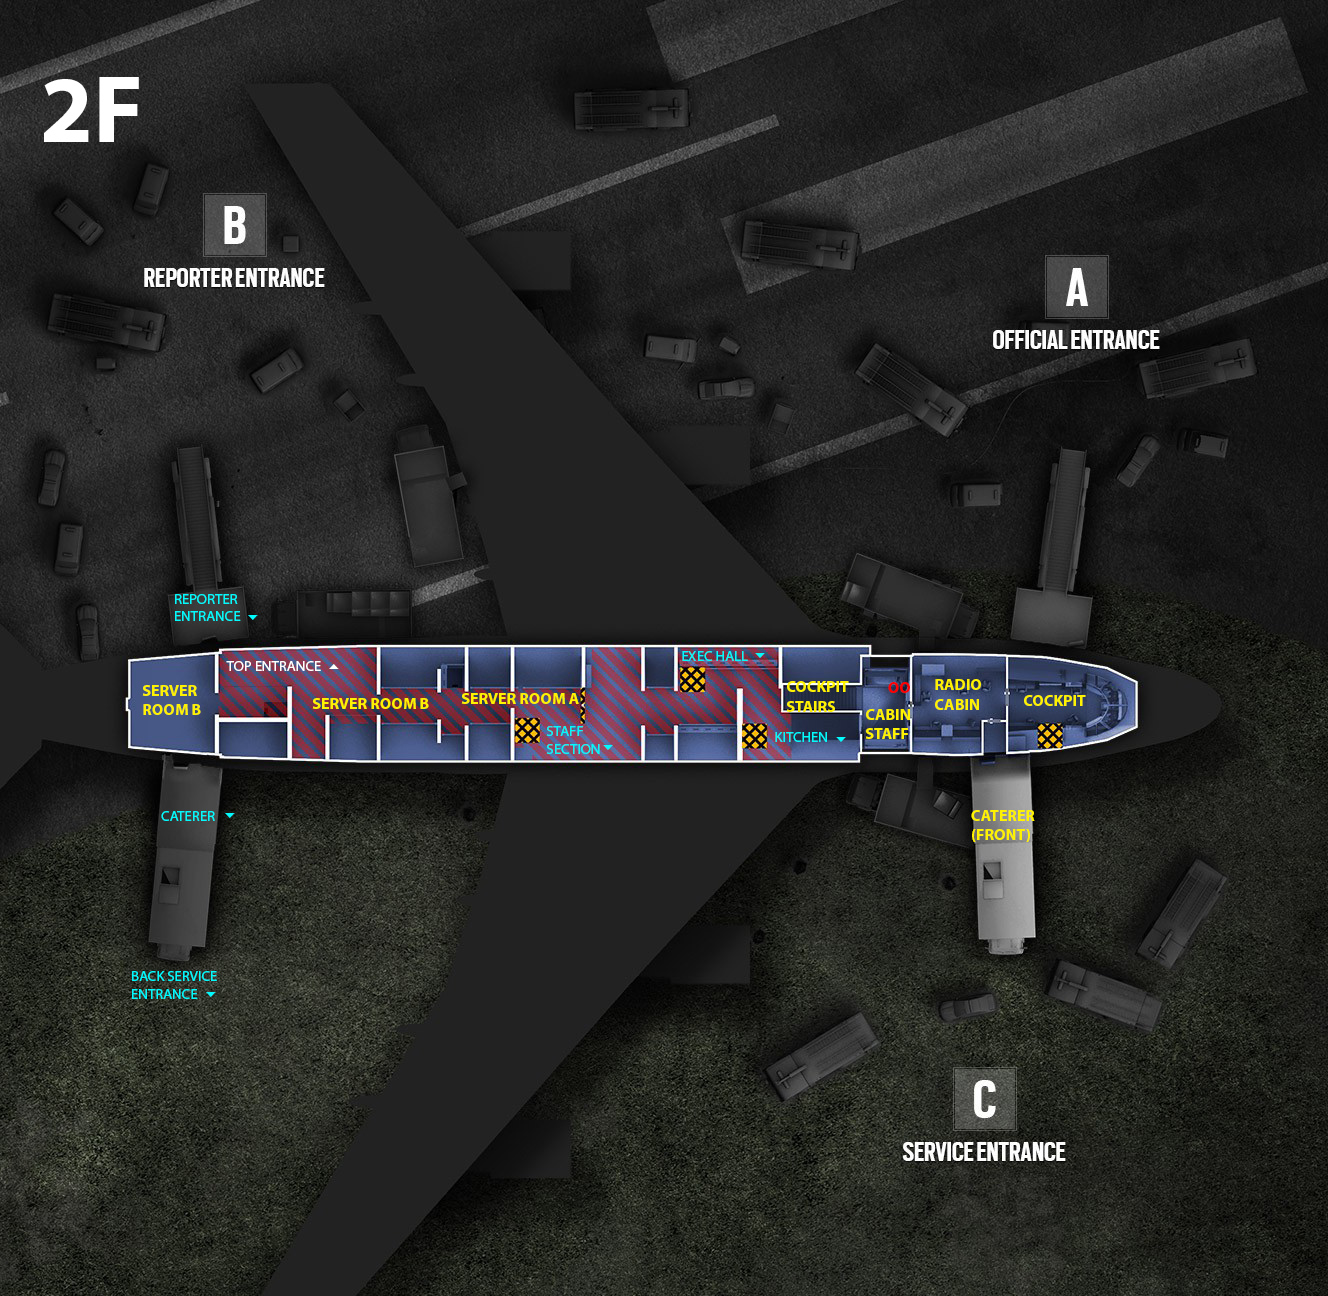 2F
B
REPORTER ENTRANCE
A
OFFICIAL ENTRANCE
REPORTER
ENTRANCE
TOP ENTRANCE
EXEC HALL
SERVER
ROOM B
SERVER ROOM B
SERVER ROOM A
STAFF
SECTION
COCKPIT
STAIRS
KITCHEN
CABIN
STAFF
RADIO
CABIN
COCKPIT
CATERER
CATERER
(FRONT)
BACK SERVICE
ENTRANCE
C
SERVICE ENTRANCE